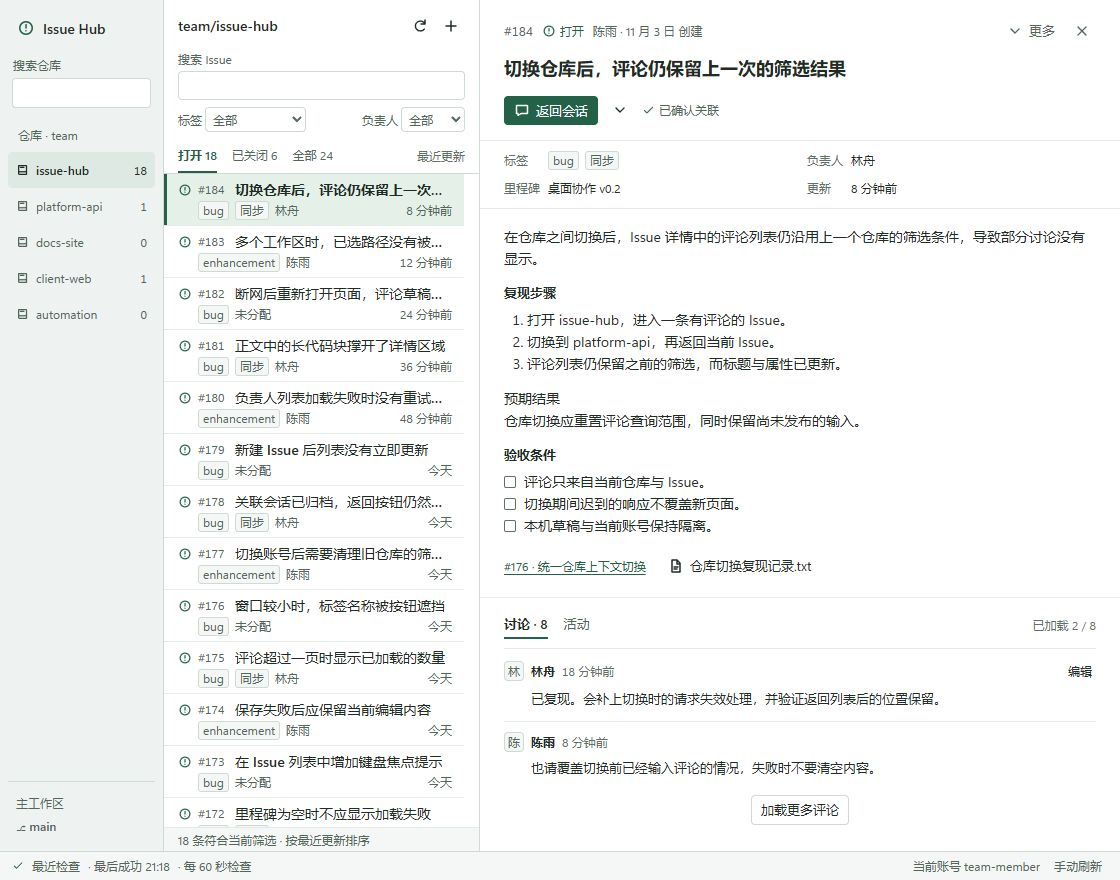 Issue Hub
搜索仓库
仓库 · team
issue-hub 18
platform-api 1
docs-site 0
client-web 1
automation 0
主工作区
main
team/issue-hub
搜索 Issue
标签 全部 负责人 全部
打开 18 已关闭 6 全部 24 最近更新
#184 切换仓库后，评论仍保留上一次...
bug 同步 林舟 8 分钟前
#183 多个工作区时，已选路径没有被...
enhancement 陈雨 12 分钟前
#182 断网后重新打开页面，评论草稿...
bug 未分配 24 分钟前
#181 正文中的长代码块撑开了详情区域
bug 同步 林舟 36 分钟前
#180 负责人列表加载失败时没有重试...
enhancement 陈雨 48 分钟前
#179 新建 Issue 后列表没有立即更新
bug 未分配 今天
#178 关联会话已归档，返回按钮仍然...
bug 同步 林舟 今天
#177 切换账号后需要清理旧仓库的筛...
enhancement 陈雨 今天
#176 窗口较小时，标签名称被按钮遮挡
bug 未分配 今天
#175 评论超过一页时显示已加载的数量
bug 同步 林舟 今天
#174 保存失败后应保留当前编辑内容
enhancement 陈雨 今天
#173 在 Issue 列表中增加键盘焦点提示
bug 未分配 今天
#172 里程碑为空时不应显示加载失败
18 条符合当前筛选 · 按最近更新排序
#184 打开 陈雨 · 11 月 3 日 创建 更多
切换仓库后，评论仍保留上一次的筛选结果
返回会话 已确认关联
标签 bug 同步 负责人 林舟
里程碑 桌面协作 v0.2 更新 8 分钟前
在仓库之间切换后，Issue 详情中的评论列表仍沿用上一个仓库的筛选条件，导致部分讨论没有
显示。
复现步骤
1. 打开 issue-hub，进入一条有评论的 Issue。
2. 切换到 platform-api，再返回当前 Issue。
3. 评论列表仍保留之前的筛选，而标题与属性已更新。
预期结果
仓库切换应重置评论查询范围，同时保留尚未发布的输入。
验收条件
评论只来自当前仓库与 Issue。
切换期间迟到的响应不覆盖新页面。
本机草稿与当前账号保持隔离。
#176 · 统一仓库上下文切换 仓库切换复现记录.txt
讨论 · 8 活动 已加载 2 / 8
林 林舟 18 分钟前 编辑
已复现。会补上切换时的请求失效处理，并验证返回列表后的位置保留。
陈 陈雨 8 分钟前
也请覆盖切换前已经输入评论的情况，失败时不要清空内容。
加载更多评论
最近检查 · 最后成功 21:18 · 每 60 秒检查 当前账号 team-member 手动刷新